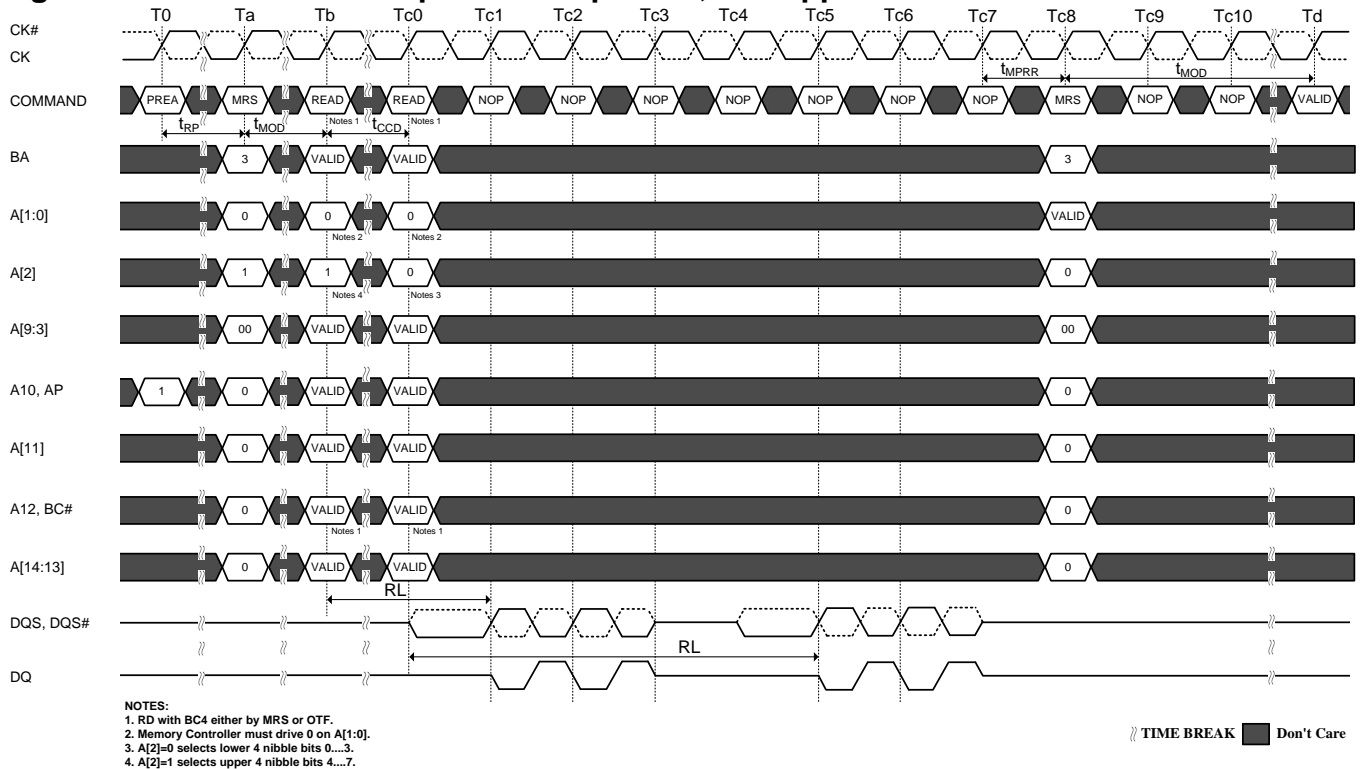 T0 Ta Tb Tc0 Tc1 Tc2 Tc3 Tc4 Tc5 Tc6 Tc7 Tc8 Tc9 Tc10 Td
CK#
CK
tMPRR tMOD
COMMAND PREA MRS READ READ NOP NOP NOP NOP NOP NOP NOP MRS NOP NOP VALID
Notes 1 Notes 1
tRP tMOD tCCD
BA 3 VALID VALID 3
A[1:0] 0 0 0 VALID
Notes 2 Notes 2
A[2] 1 1 0 0
Notes 4 Notes 3
A[9:3] 00 VALID VALID 00
A10, AP 1 0 VALID VALID 0
A[11] 0 VALID VALID 0
A12, BC# 0 VALID VALID 0
Notes 1 Notes 1
A[14:13] 0 VALID VALID 0
RL
DQS, DQS#
RL
DQ
NOTES:
1. RD with BC4 either by MRS or OTF.
2. Memory Controller must drive 0 on A[1:0].
3. A[2]=0 selects lower 4 nibble bits 0....3.
4. A[2]=1 selects upper 4 nibble bits 4....7.
TIME BREAK Don't Care